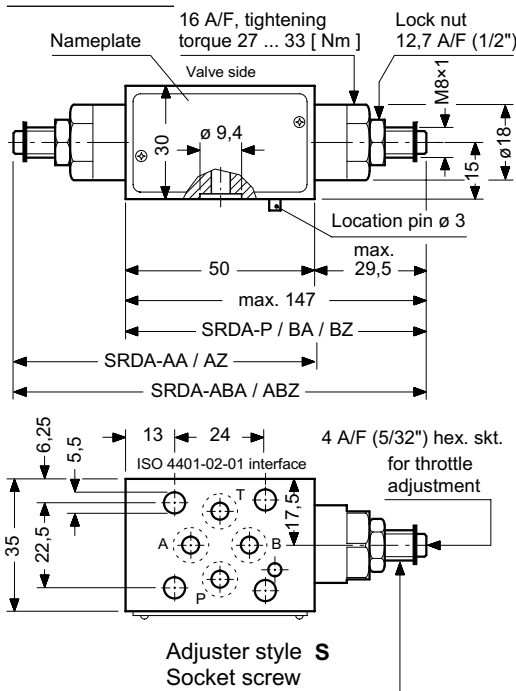 16 A/F, tightening
torque 27 ... 33 [ Nm ]
Lock nut
12,7 A/F (1/2")
Nameplate
Valve side
M8×1
30
ø 9,4
ø18
15
Location pin ø 3
max.
29,5
50
max. 147
SRDA-P / BA / BZ
SRDA-AA / AZ
SRDA-ABA / ABZ
6,25
5,5
13
24
ISO 4401-02-01 interface
4 A/F (5/32") hex. skt.
for throttle
adjustment
T
17,5
35
22,5
A
B
P
Adjuster style S
Socket screw